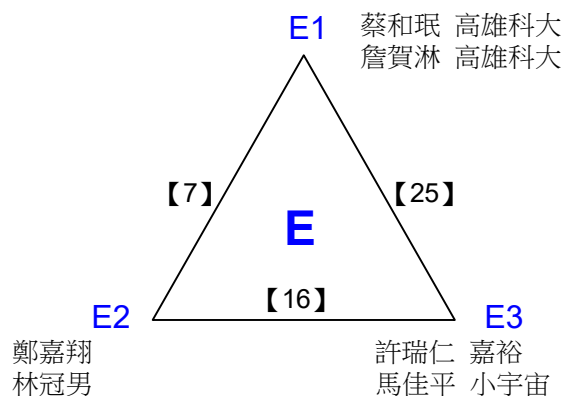 E1
蔡和珉 高雄科大
詹賀淋 高雄科大
【7】
【25】
E
【16】
E2
E3
鄭嘉翔
林冠男
許瑞仁 嘉裕
馬佳平 小宇宙